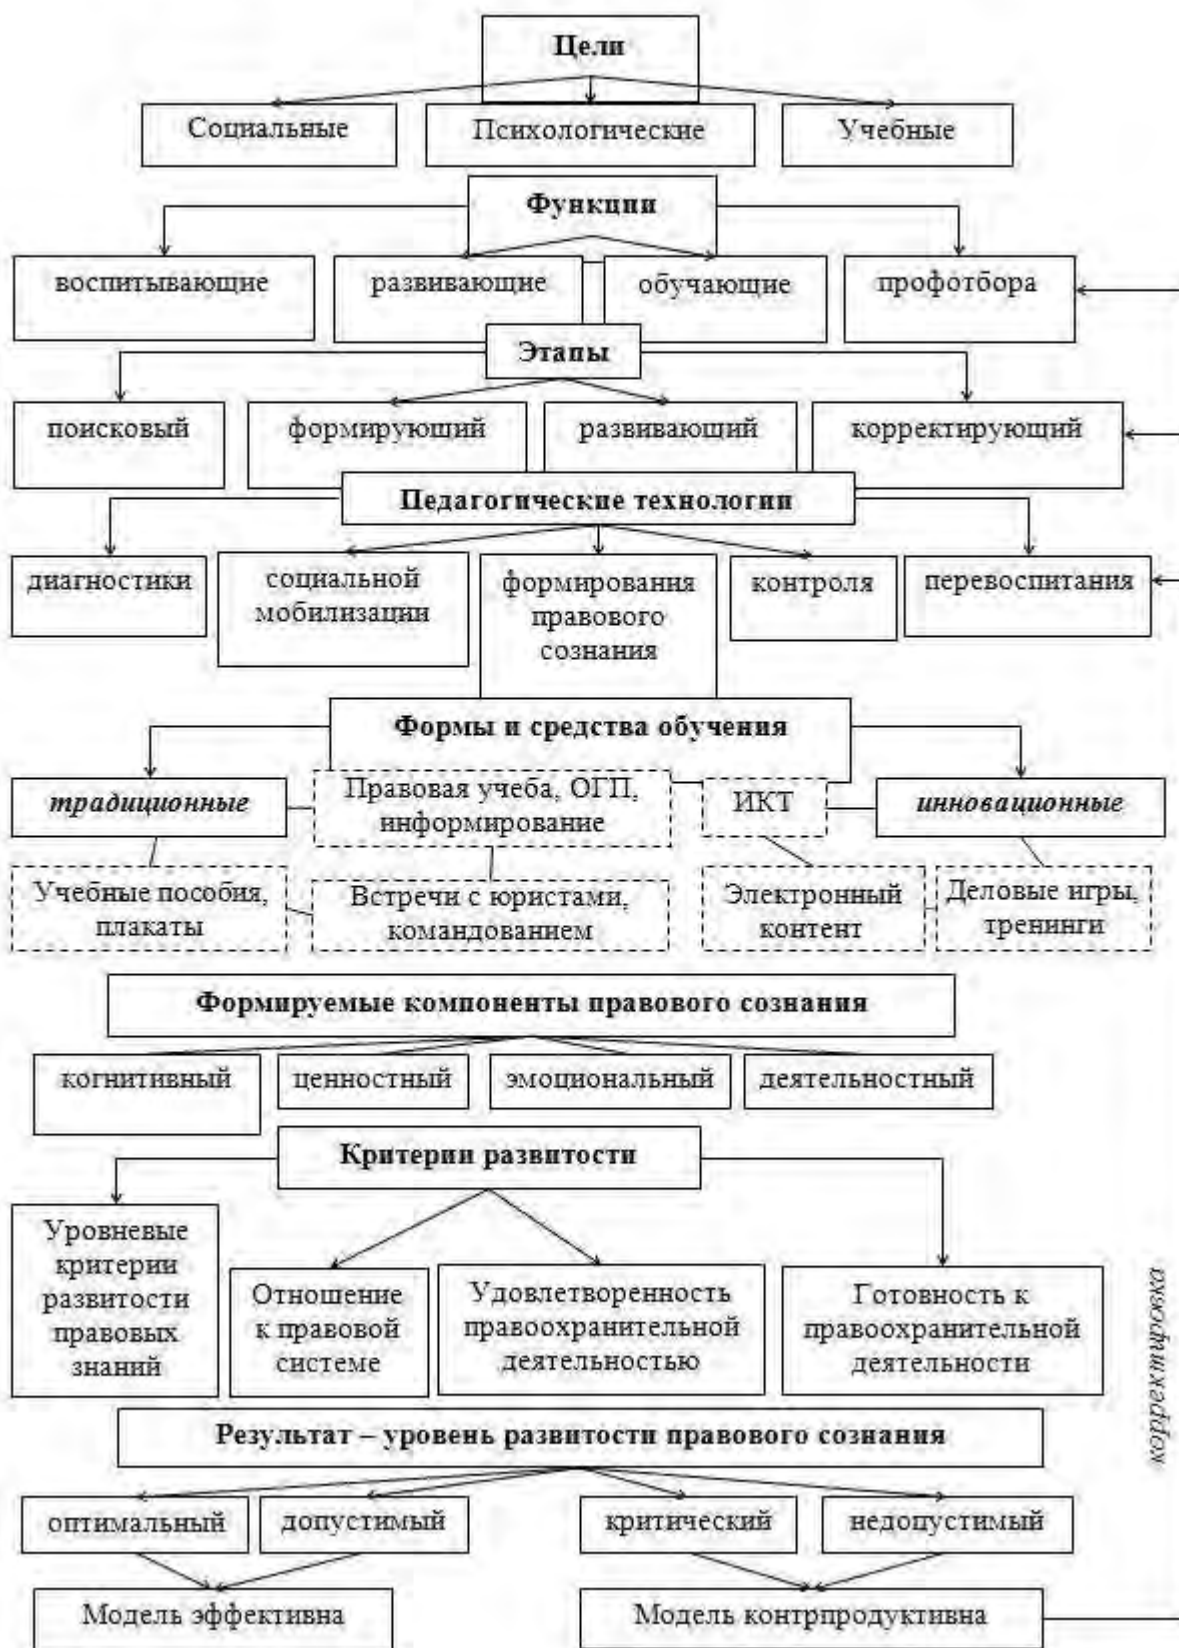 Цели
Социальные
Психологические
Учебные
Функции
воспитывающие
развивающие
обучающие
профотбора
Этапы
поисковый
формирующий
развивающий
корректирующий
Педагогические технологии
диагностики
социальной
мобилизации
формирования
правового
сознания
контроля
перевоспитания
Формы и средства обучения
традиционные
Правовая учеба, ОГП,
информирование
ИКТ
инновационные
Учебные пособия,
плакаты
Встречи с юристами,
командованием
Электронный
контент
Деловые игры,
тренинги
Формируемые компоненты правового сознания
когнитивный
ценностный
эмоциональный
деятельностный
Критерии развитости
Уровневые
критерии
развитости
правовых
знаний
Отношение
к правовой
системе
Удовлетворенность
правоохранительной
деятельностью
Готовность к
правоохранительной
деятельности
корректировка
Результат – уровень развитости правового сознания
оптимальный
допустимый
критический
недопустимый
Модель эффективна
Модель контрпродуктивна